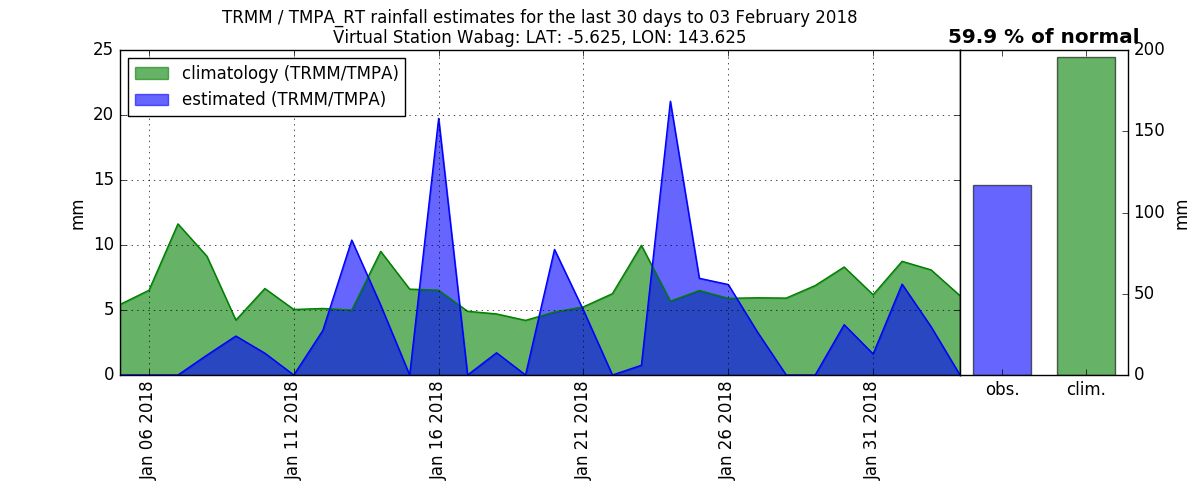 TRMM / TMPA_RT rainfall estimates for the last 30 days to 03 February 2018
Virtual Station Wabag: LAT: -5.625, LON: 143.625
59.9 % of normal
climatology (TRMM/TMPA)
estimated (TRMM/TMPA)
25
20
15
10
5
0
mm
Jan 06 2018
Jan 11 2018
Jan 16 2018
Jan 21 2018
Jan 26 2018
Jan 31 2018
200
150
100
50
0
mm
obs.
clim.